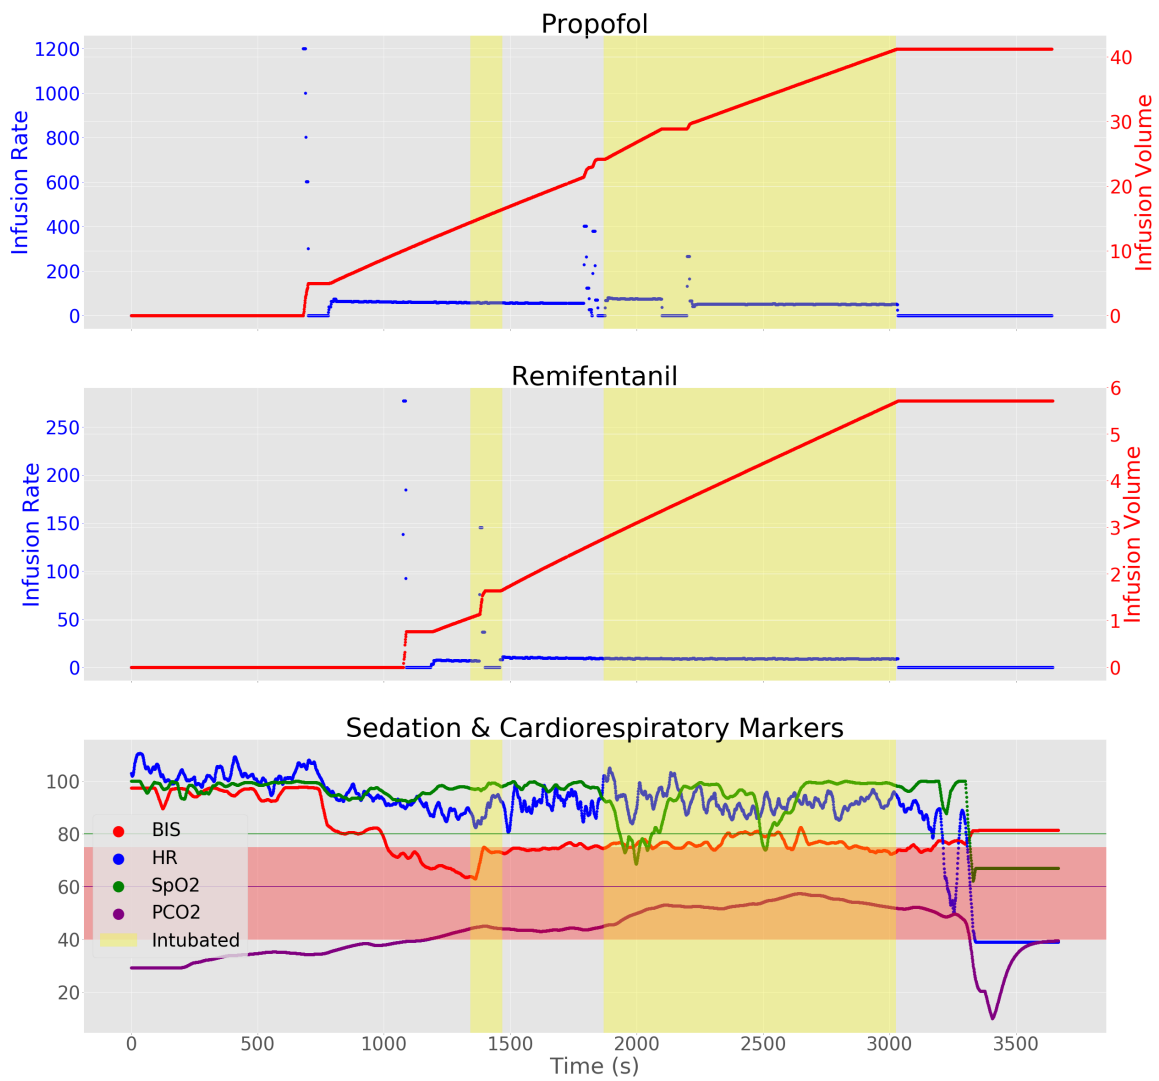 Propofol
1200
1000
800
600
400
200
0
Infusion Rate
40
30
20
10
0
Infusion Volume
Remifentanil
250
200
150
100
50
0
Infusion Rate
6
5
4
3
2
1
0
Infusion Volume
Sedation & Cardiorespiratory Markers
100
80
60
40
20
BIS
HR
SpO2
PCO2
Intubated
0 500 1000 1500 2000 2500 3000 3500
Time (s)